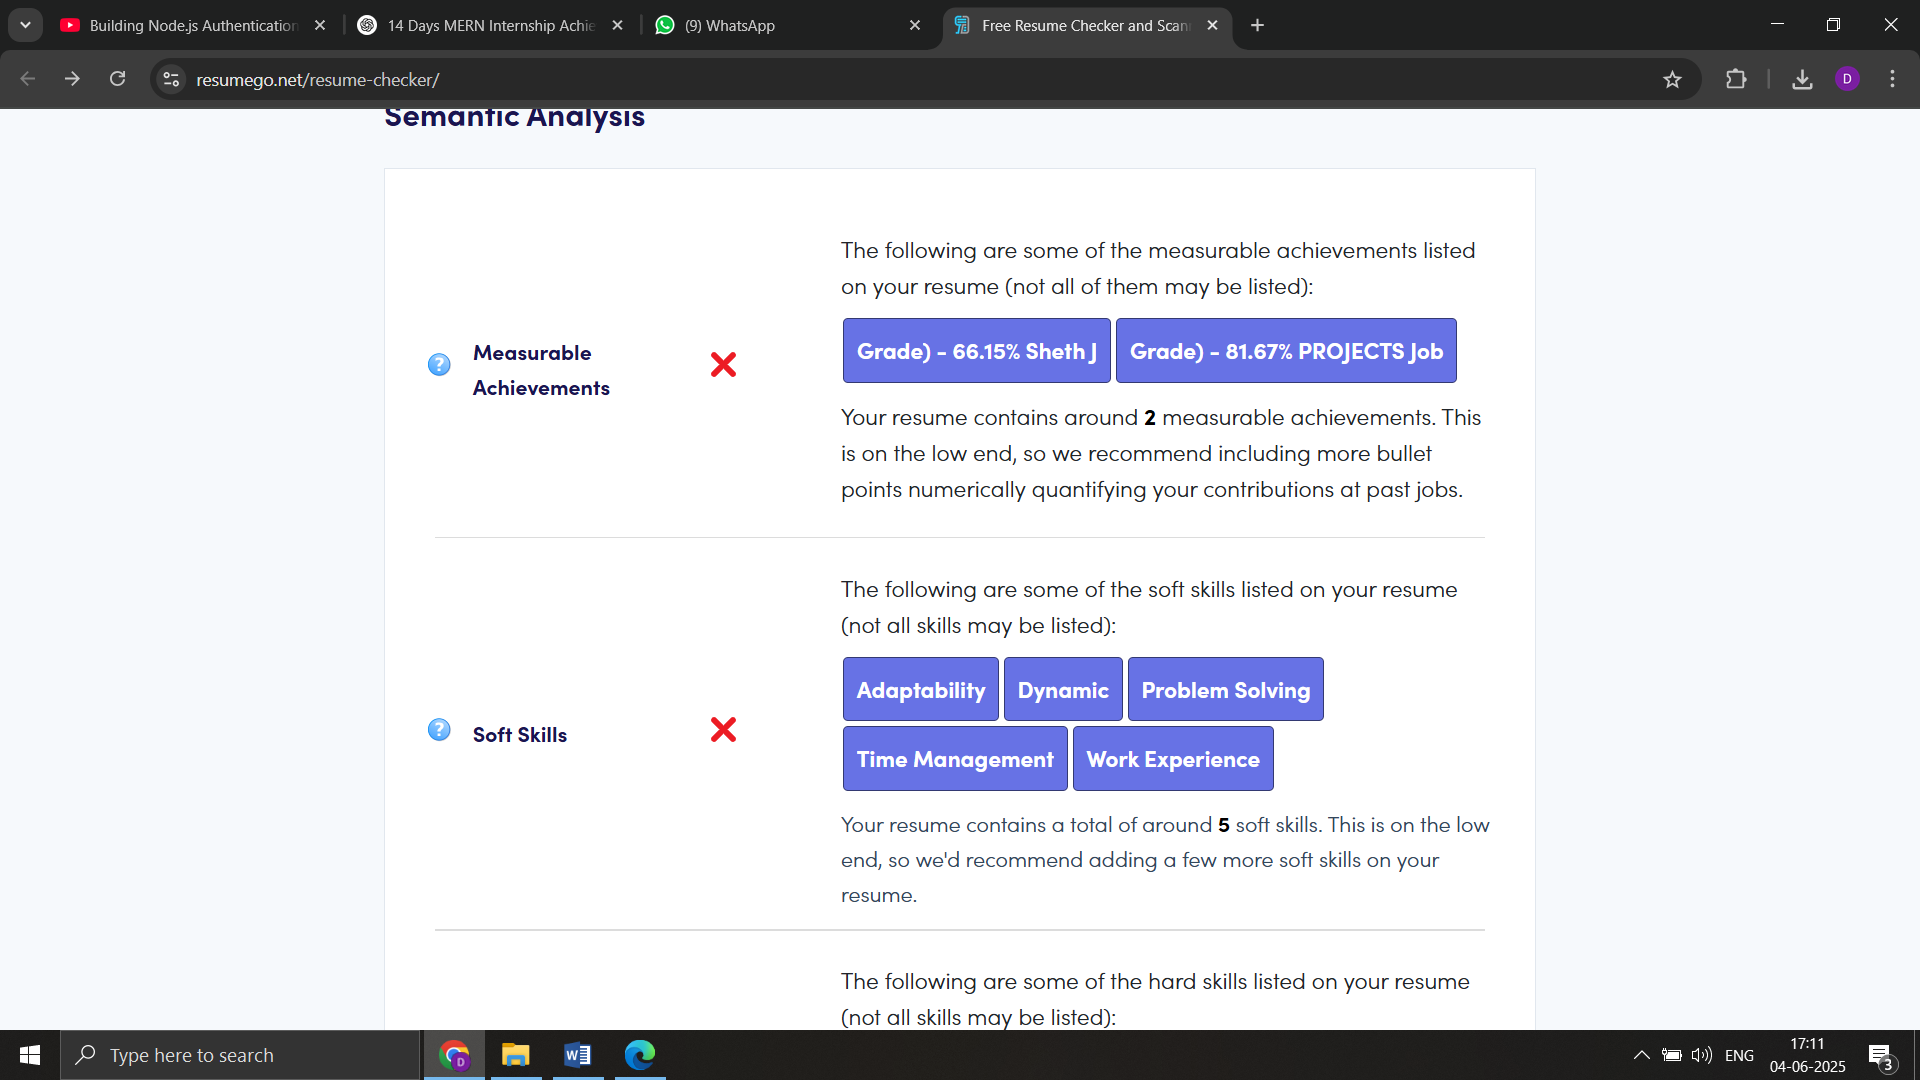 Building Node.js Authentication
14 Days MERN Internship Achie
(9) WhatsApp
Free Resume Checker and Scan
resumego.net/resume-checker/
D
Semantic Analysis
The following are some of the measurable achievements listed
on your resume (not all of them may be listed):
Grade) - 66.15% Sheth J Grade) - 81.67% PROJECTS Job
? Measurable
Achievements
Your resume contains around 2 measurable achievements. This
is on the low end, so we recommend including more bullet
points numerically quantifying your contributions at past jobs.
The following are some of the soft skills listed on your resume
(not all skills may be listed):
Adaptability Dynamic Problem Solving
Time Management Work Experience
? Soft Skills
Your resume contains a total of around 5 soft skills. This is on the low
end, so we'd recommend adding a few more soft skills on your
resume.
The following are some of the hard skills listed on your resume
(not all skills may be listed):
Type here to search
D
W
ENG
17:11
04-06-2025
3